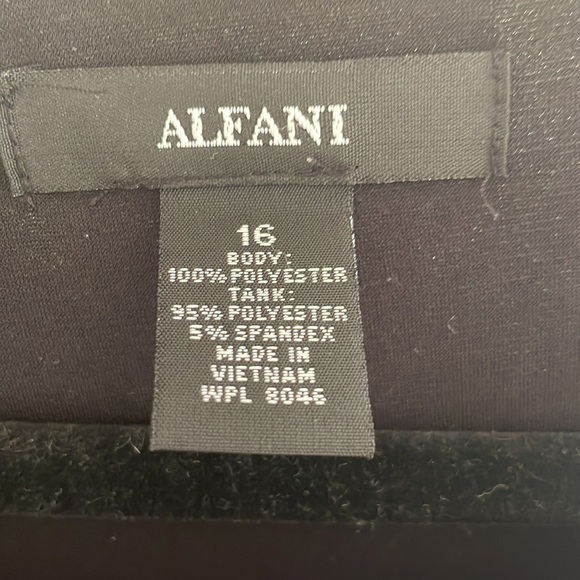 ALFANI
16
BODY:
100% POLYESTER
TANK:
95% POLYESTER
5% SPANDEX
MADE IN
VIETNAM
WPL 8046